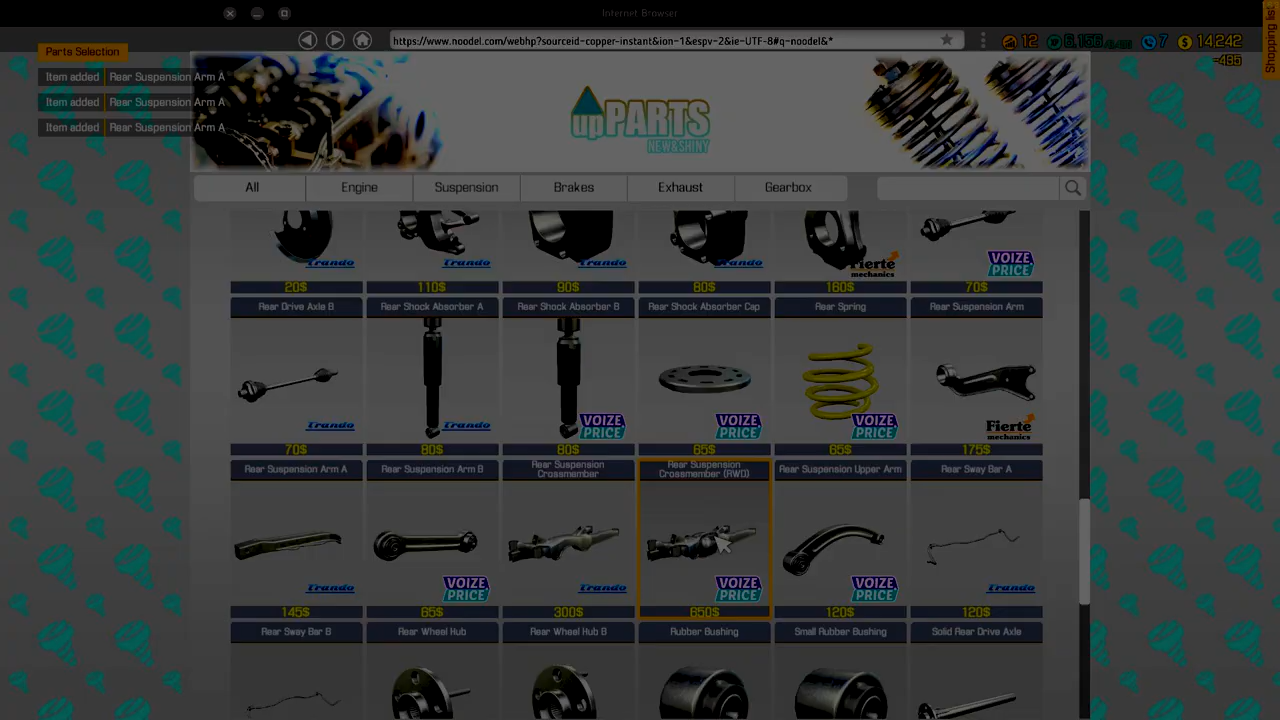 Internet Browser
https://www.noodel.com/webhp?sourceid-copper-instant&ion-1&espv-2&ie-UTF-8#q-noodel&*
12
7
14,242
-485
Shopping list
Parts Selection
Item added Rear Suspension Arm A
Item added Rear Suspension Arm A
Item added Rear Suspension Arm A
upPARTS
NEW&SHINY
All Engine Suspension Brakes Exhaust Gearbox
Trando Trando Trando Trando Fierte mechanics VOIZE PRICE
20$ 110$ 90$ 80$ 160$ 70$
Rear Drive Axle B Rear Shock Absorber A Rear Shock Absorber B Rear Shock Absorber Cap Rear Spring Rear Suspension Arm
Trando Trando VOIZE PRICE VOIZE PRICE VOIZE PRICE Fierte mechanics
70$ 80$ 80$ 65$ 65$ 175$
Rear Suspension Arm A Rear Suspension Arm B Rear Suspension Crossmember Rear Suspension Crossmember (RWD) Rear Suspension Upper Arm Rear Sway Bar A
Trando VOIZE PRICE Trando VOIZE PRICE VOIZE PRICE Trando
145$ 65$ 300$ 650$ 120$ 120$
Rear Sway Bar B Rear Wheel Hub Rear Wheel Hub B Rubber Bushing Small Rubber Bushing Solid Rear Drive Axle